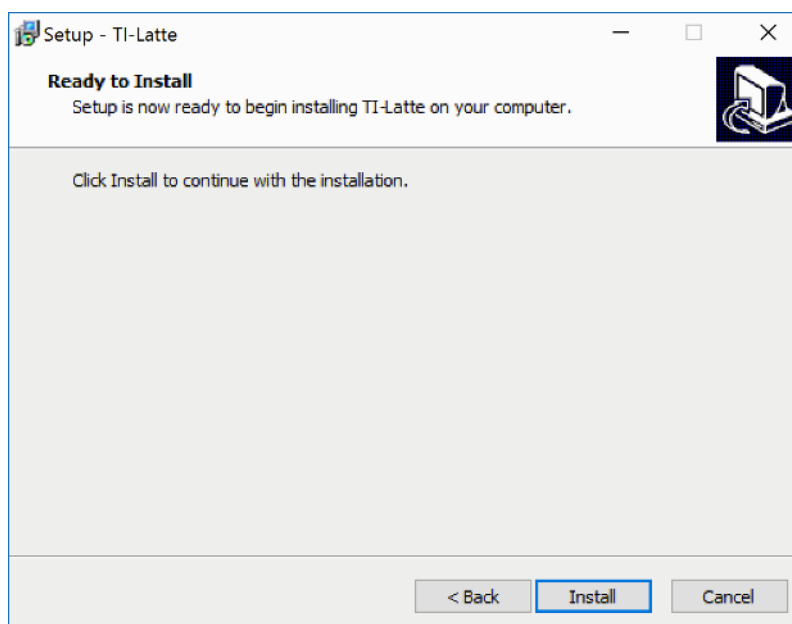 Setup - TI-Latte
Ready to Install
Setup is now ready to begin installing TI-Latte on your computer.
Click Install to continue with the installation.
< Back
Install
Cancel